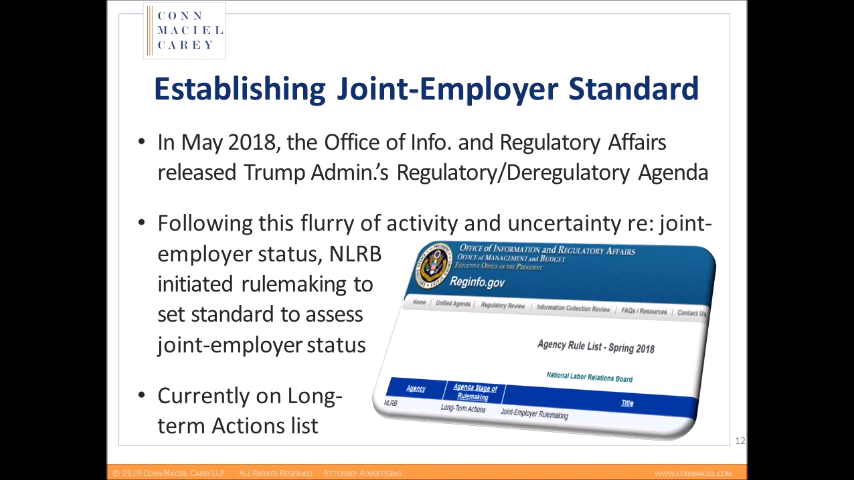 CONN
MACIEL
CAREY
Establishing Joint-Employer Standard
• In May 2018, the Office of Info. and Regulatory Affairs
released Trump Admin.'s Regulatory/Deregulatory Agenda
• Following this flurry of activity and uncertainty re: joint-
employer status, NLRB
initiated rulemaking to
set standard to assess
joint-employer status
• Currently on Long-
term Actions list
OFFICE OF INFORMATION AND REGULATORY AFFAIRS
OFFICE OF MANAGEMENT AND BUDGET
EXECUTIVE OFFICE OF THE PRESIDENT
Reginfo.gov
Home | Unified Agenda | Regulatory Review | Information Collection Review | FAQs / Resources | Contact Us
Agency Rule List - Spring 2018
National Labor Relations Board
Agency
Agenda Stage of
Rulemaking
Title
NLRB Long-Term Actions Joint-Employer Rulemaking
12
© 2019 CONN MACIEL CAREY LLP ALL RIGHTS RESERVED ATTORNEY ADVERTISING WWW.CONNMACIEL.COM